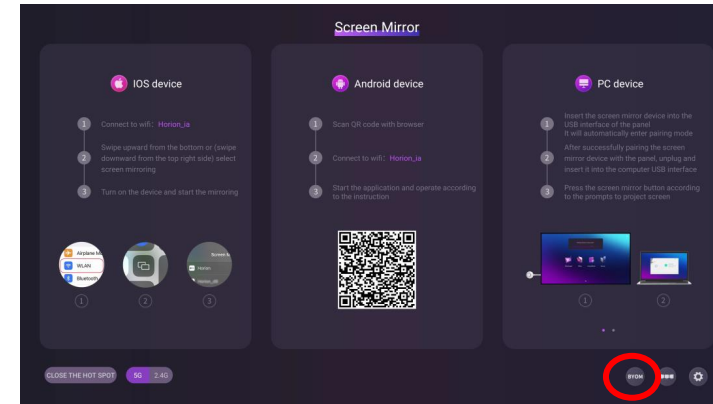 Screen Mirror
IOS device
1 Connect to wifi: Horion_ia
2 Swipe upward from the bottom or (swipe
downward from the top right side) select
screen mirroring
3 Turn on the device and start the mirroring
Airplane Mo
WLAN
Bluetooth
Screen M
Horion
Horion_
1
2
3
Android device
1 Scan QR code with browser
2 Connect to wifi: Horion_ia
3 Start the application and operate according
to the instruction
PC device
1 Insert the screen mirror device into the
USB interface of the panel
It will automatically enter pairing mode
2 After successfully pairing the screen
mirror device with the panel, unplug and
insert it into the computer USB interface
3 Press the screen mirror button according
to the prompts to project screen
1
2
CLOSE THE HOT SPOT
5G 2.4G
BYOM